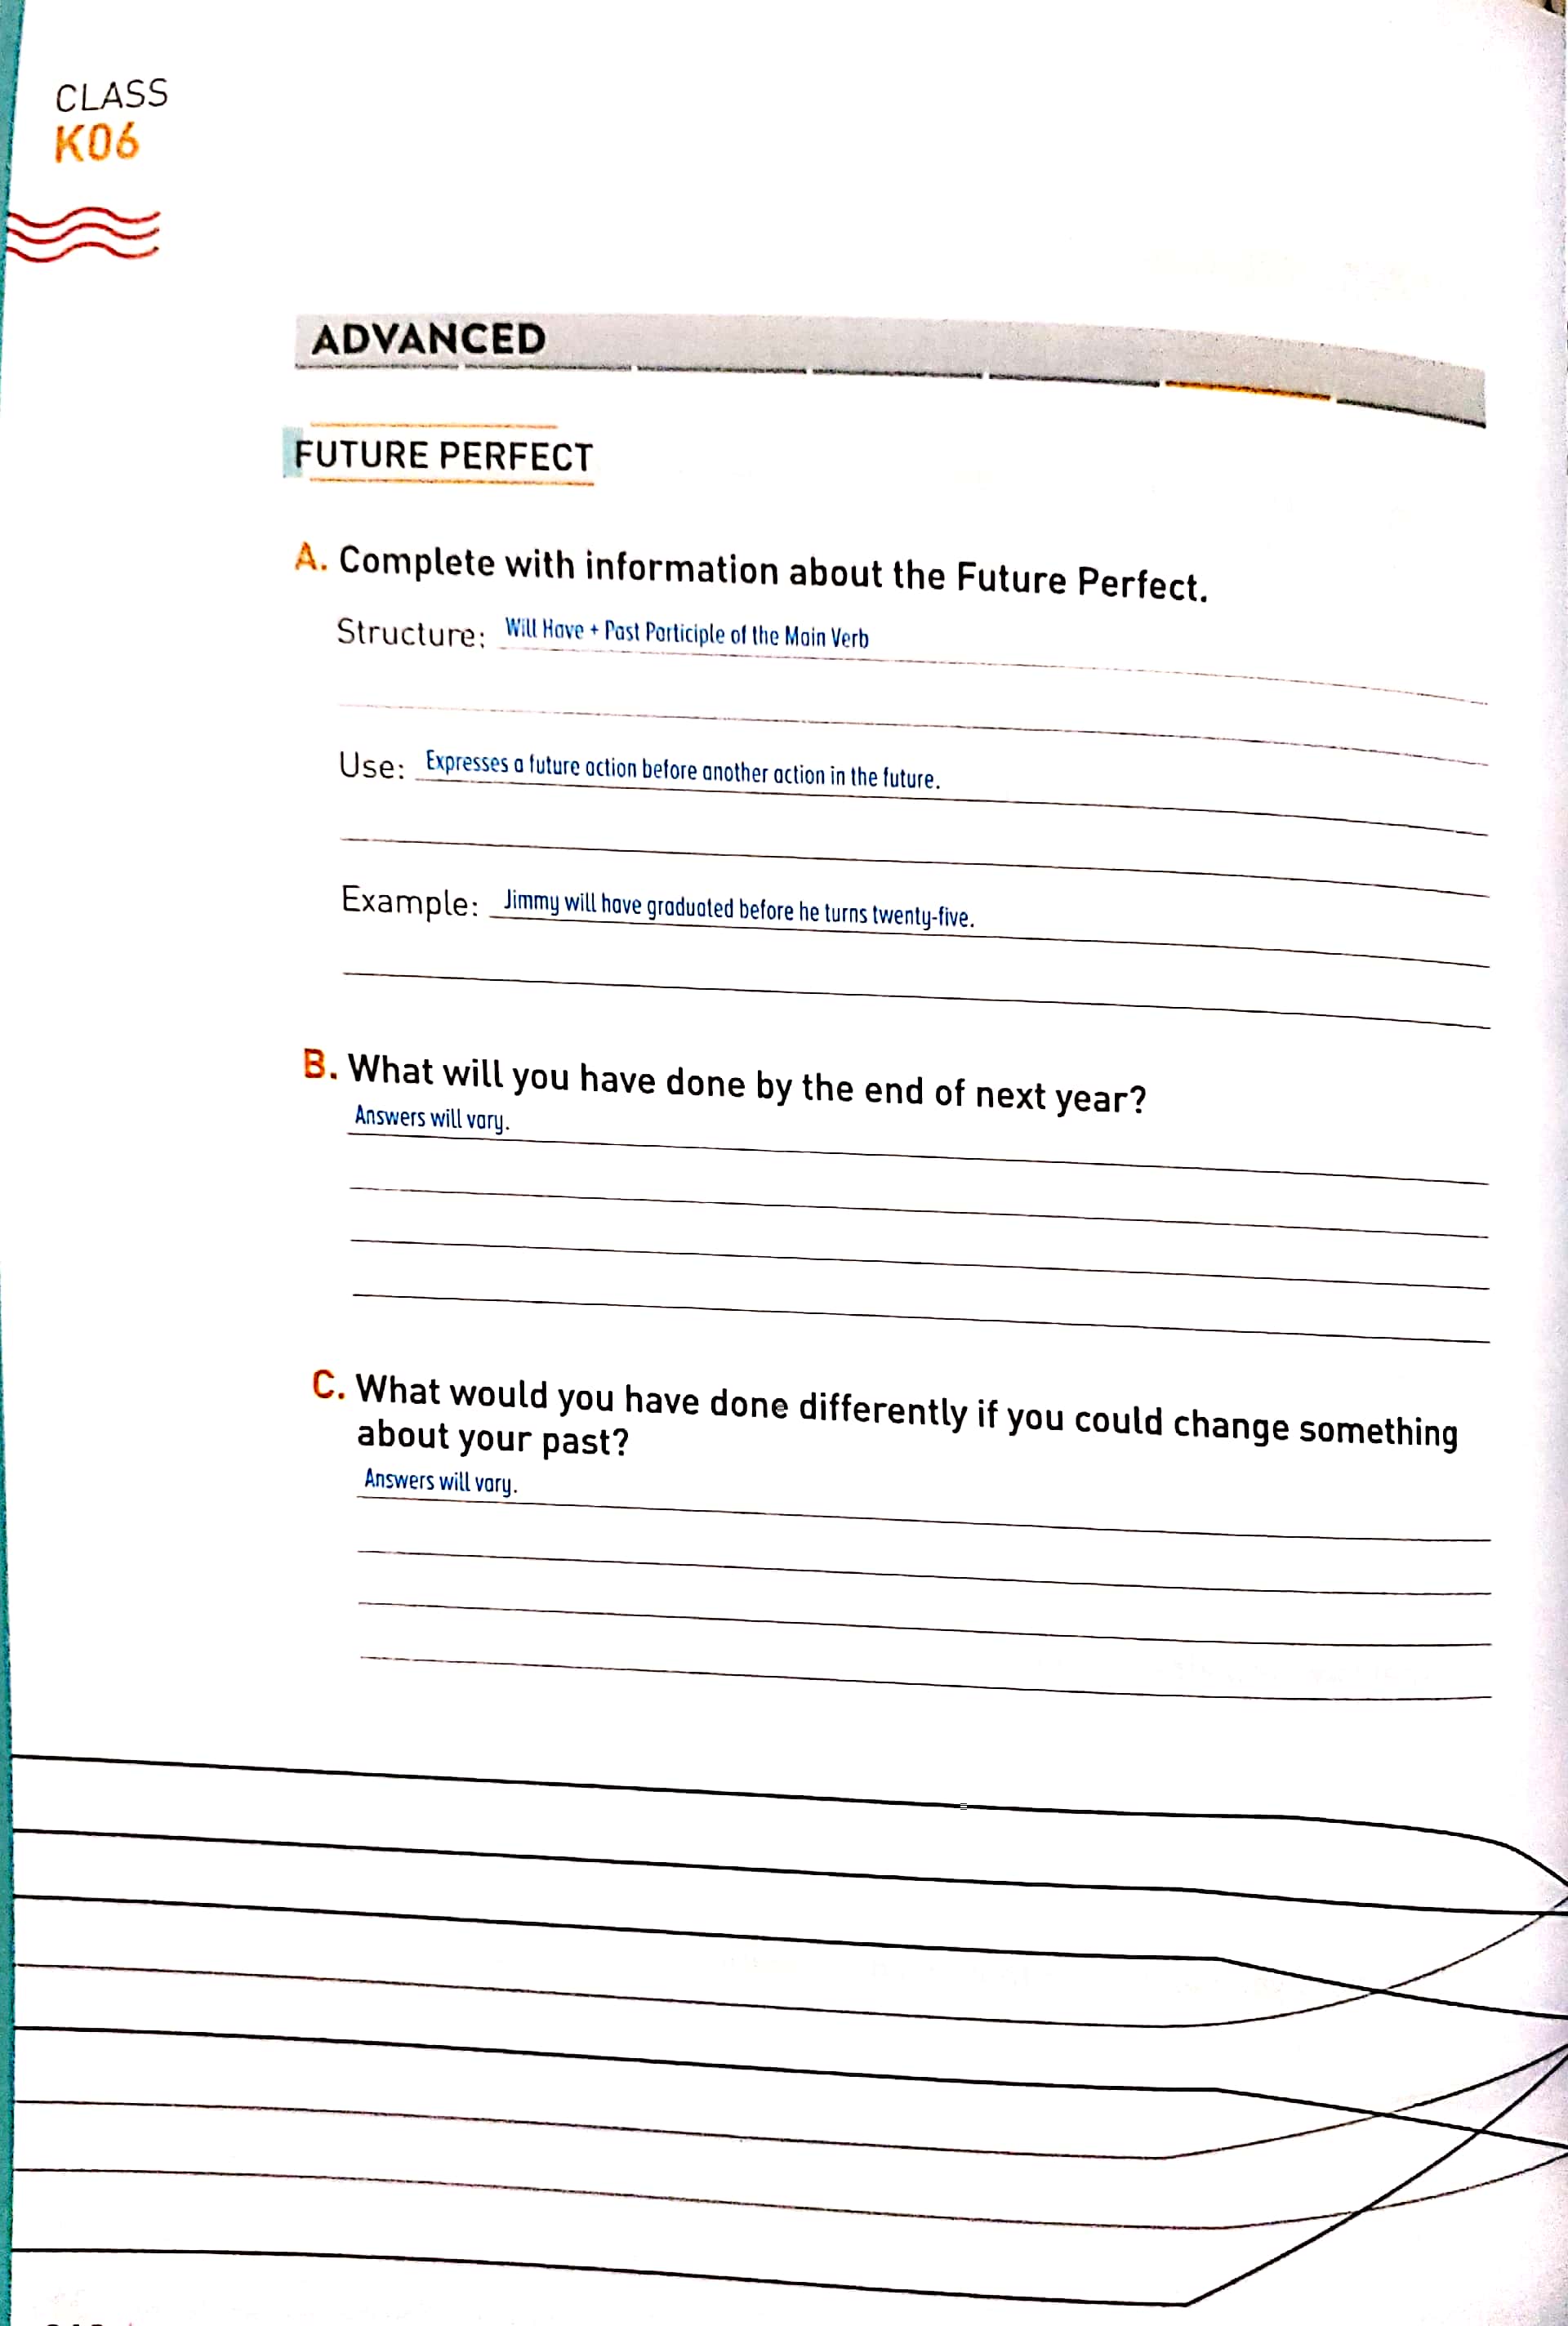 CLASS
K06
ADVANCED
FUTURE PERFECT
A. Complete with information about the Future Perfect.
Structure: Will Have + Past Participle of the Main Verb
Use: Expresses a future action before another action in the future.
Example: Jimmy will have graduated before he turns twenty-five.
B. What will you have done by the end of next year?
Answers will vary.
C. What would you have done differently if you could change something
about your past?
Answers will vary.